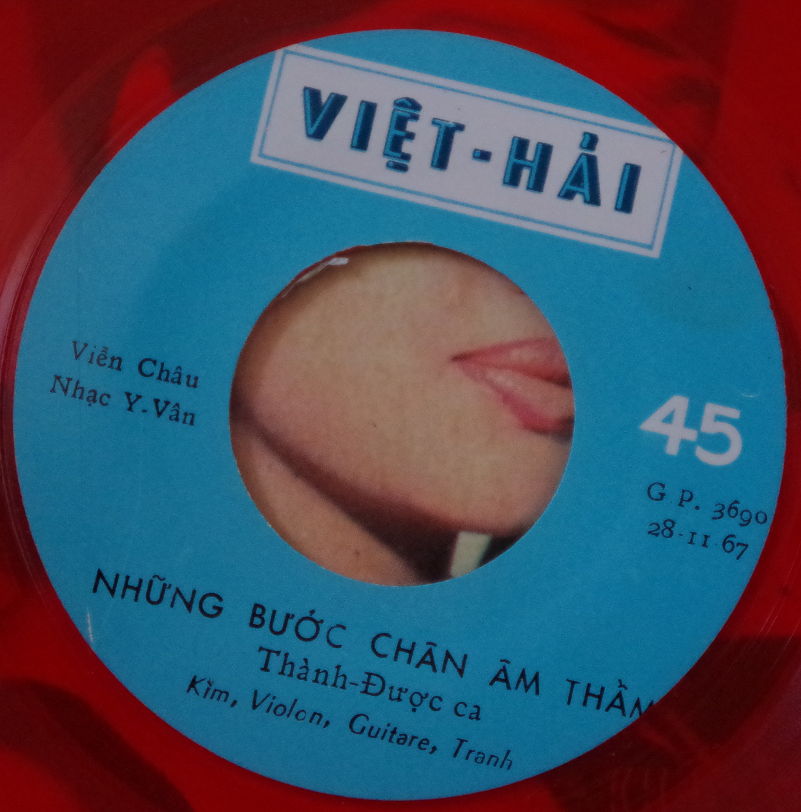 VIỆT-HẢI
Viễn Châu
Nhạc Y-Vân
45
G P. 3690
28-11-67
NHỮNG BƯỚC CHÂN ÂM THẦM
Thành-Được ca
Kìm, Violon, Guitare, Tranh